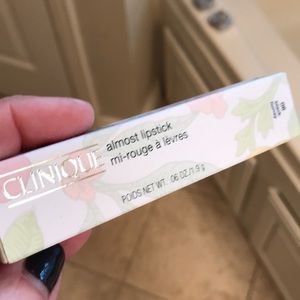 CLINIQUE
almost lipstick
mi-rouge à lèvres
POIDS NET WT. .06 OZ./1.9 g